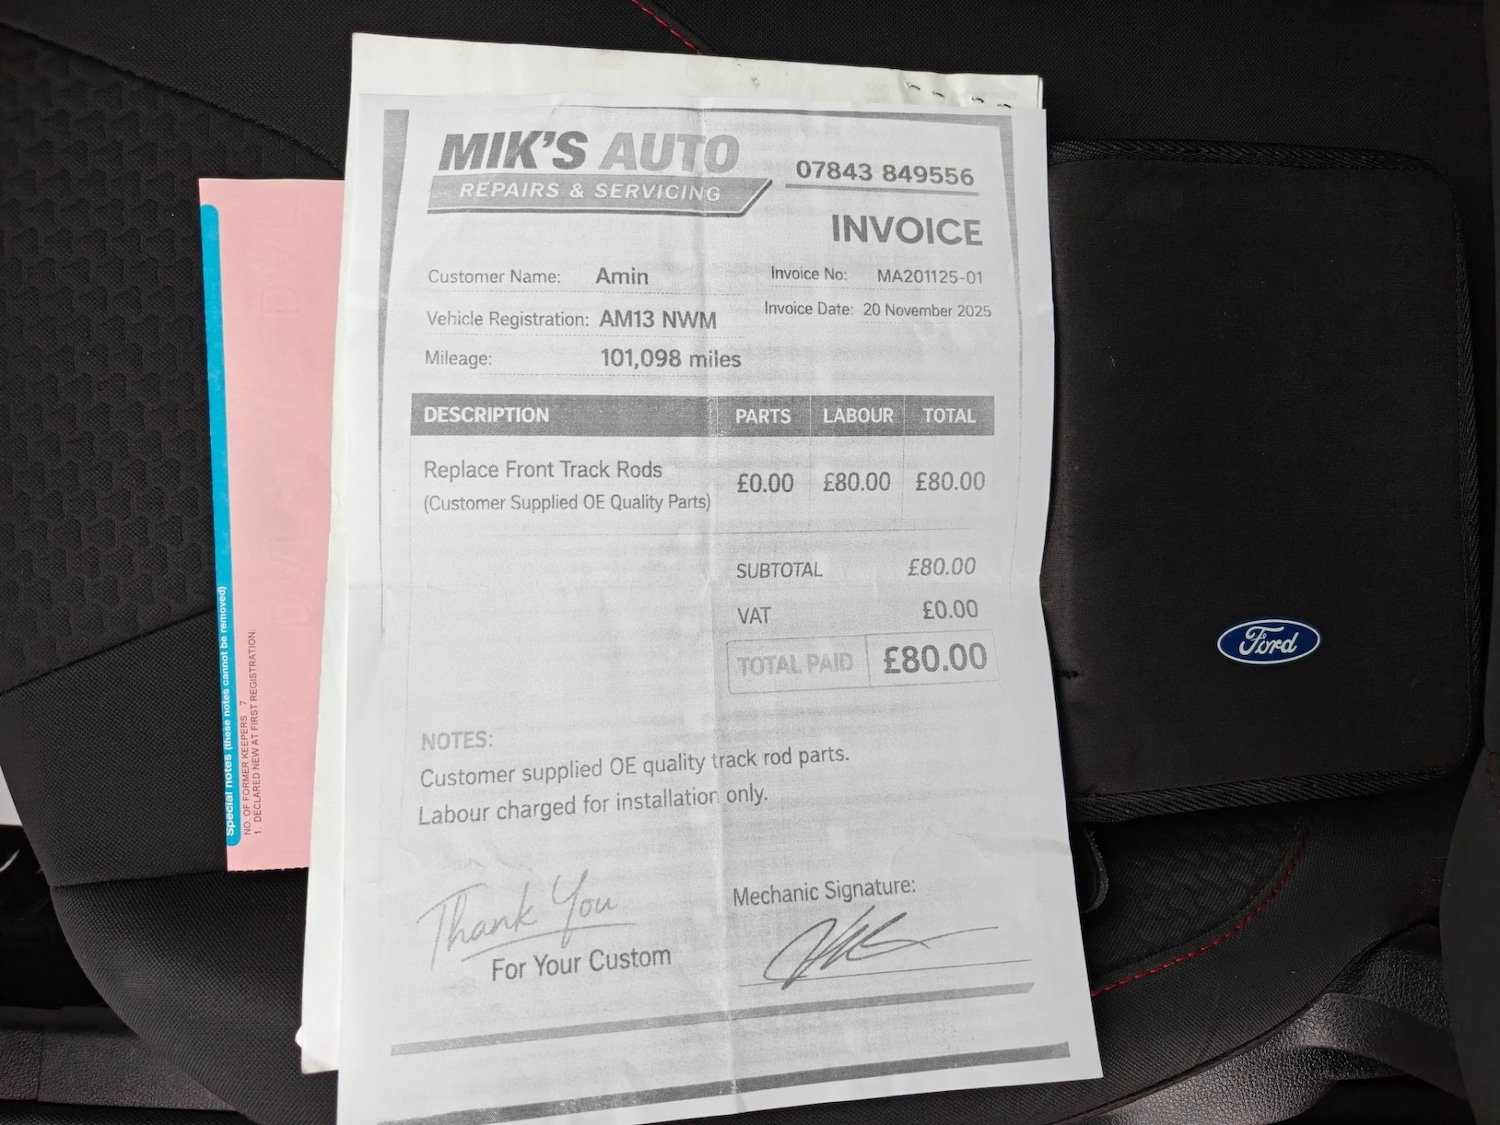 MIK'S AUTO
REPAIRS & SERVICING
07843 849556
INVOICE
Customer Name: Amin
Invoice No: MA201125-01
Vehicle Registration: AM13 NWM
Invoice Date: 20 November 2025
Mileage: 101,098 miles
DESCRIPTION PARTS LABOUR TOTAL
Replace Front Track Rods
(Customer Supplied OE Quality Parts)
£0.00 £80.00 £80.00
SUBTOTAL £80.00
VAT £0.00
TOTAL PAID £80.00
NOTES:
Customer supplied OE quality track rod parts.
Labour charged for installation only.
Thank You
For Your Custom
Mechanic Signature:
Special notes (these notes cannot be removed)
NO. OF FORMER KEEPERS 7
1. DECLARED NEW AT FIRST REGISTRATION.
Ford